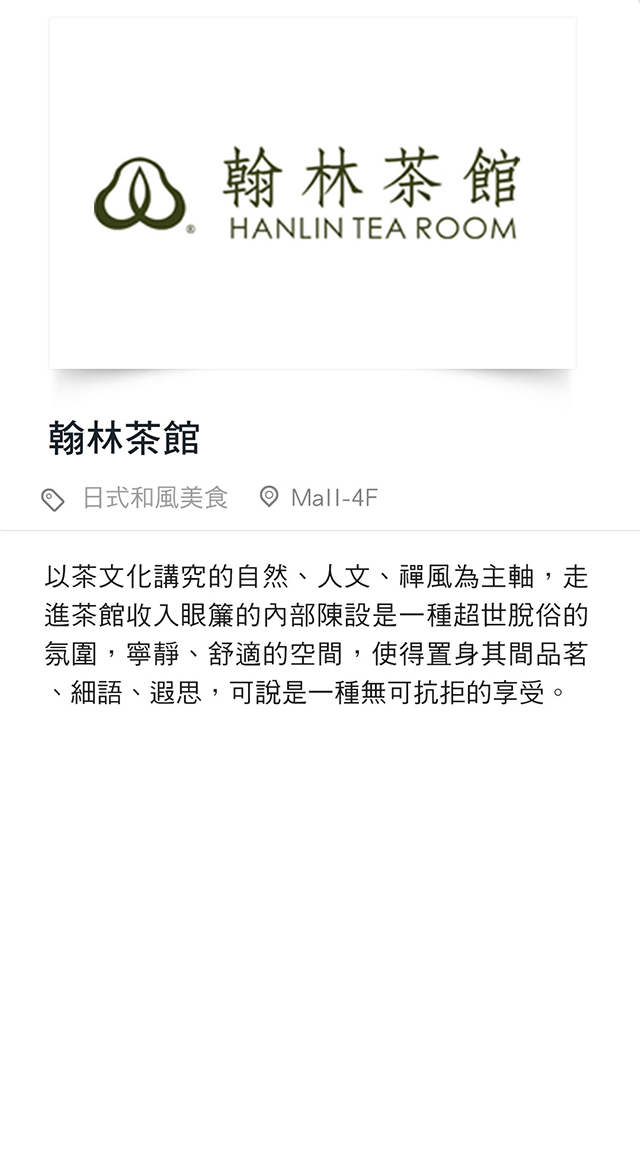 翰林茶館
HANLIN TEA ROOM
®
翰林茶館
日式和風美食 Mall-4F
以茶文化講究的自然、人文、禪風為主軸，走
進茶館收入眼簾的內部陳設是一種超世脫俗的
氛圍，寧靜、舒適的空間，使得置身其間品茗
、細語、遐思，可說是一種無可抗拒的享受。